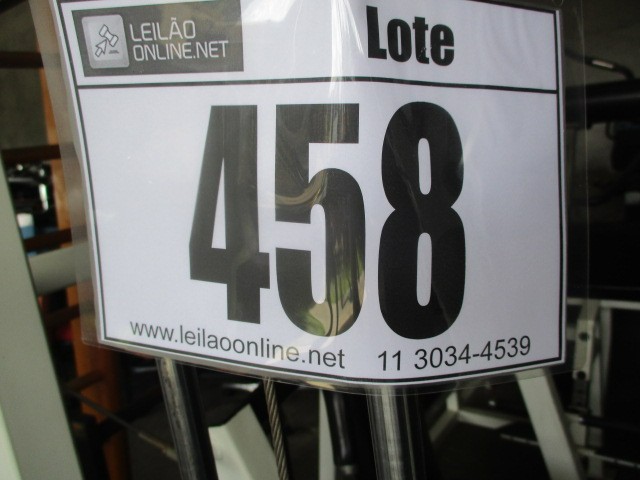 LEILÃO
ONLINE.NET
Lote
458
www.leilaoonline.net 11 3034-4539